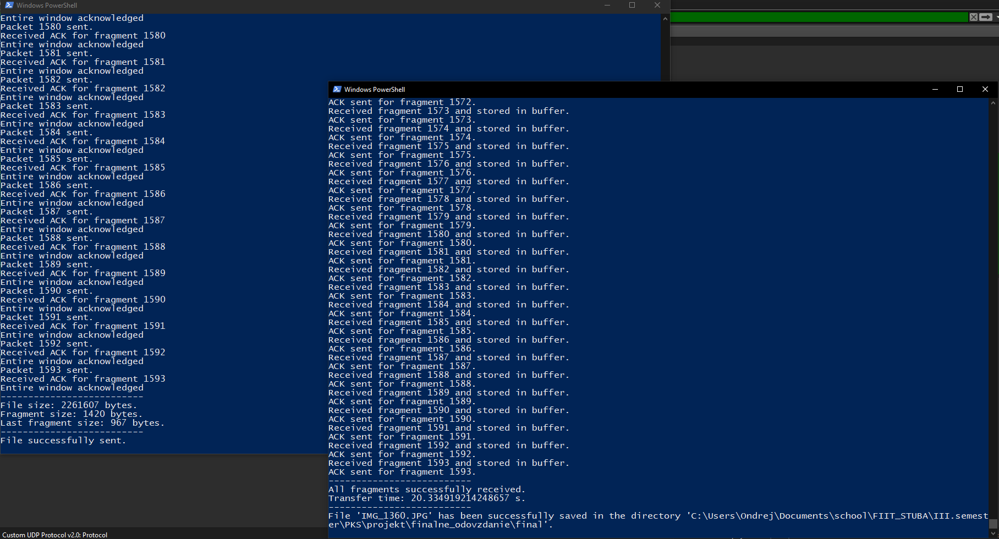 Windows PowerShell
Entire window acknowledged
Packet 1580 sent.
Received ACK for fragment 1580
Entire window acknowledged
Packet 1581 sent.
Received ACK for fragment 1581
Entire window acknowledged
Packet 1582 sent.
Received ACK for fragment 1582
Entire window acknowledged
Packet 1583 sent.
Received ACK for fragment 1583
Entire window acknowledged
Packet 1584 sent.
Received ACK for fragment 1584
Entire window acknowledged
Packet 1585 sent.
Received ACK for fragment 1585
Entire window acknowledged
Packet 1586 sent.
Received ACK for fragment 1586
Entire window acknowledged
Packet 1587 sent.
Received ACK for fragment 1587
Entire window acknowledged
Packet 1588 sent.
Received ACK for fragment 1588
Entire window acknowledged
Packet 1589 sent.
Received ACK for fragment 1589
Entire window acknowledged
Packet 1590 sent.
Received ACK for fragment 1590
Entire window acknowledged
Packet 1591 sent.
Received ACK for fragment 1591
Entire window acknowledged
Packet 1592 sent.
Received ACK for fragment 1592
Entire window acknowledged
Packet 1593 sent.
Received ACK for fragment 1593
Entire window acknowledged
--------------------------
File size: 2261607 bytes.
Fragment size: 1420 bytes.
Last fragment size: 967 bytes.
--------------------------
File successfully sent.
Windows PowerShell
ACK sent for fragment 1572.
Received fragment 1573 and stored in buffer.
ACK sent for fragment 1573.
Received fragment 1574 and stored in buffer.
ACK sent for fragment 1574.
Received fragment 1575 and stored in buffer.
ACK sent for fragment 1575.
Received fragment 1576 and stored in buffer.
ACK sent for fragment 1576.
Received fragment 1577 and stored in buffer.
ACK sent for fragment 1577.
Received fragment 1578 and stored in buffer.
ACK sent for fragment 1578.
Received fragment 1579 and stored in buffer.
ACK sent for fragment 1579.
Received fragment 1580 and stored in buffer.
ACK sent for fragment 1580.
Received fragment 1581 and stored in buffer.
ACK sent for fragment 1581.
Received fragment 1582 and stored in buffer.
ACK sent for fragment 1582.
Received fragment 1583 and stored in buffer.
ACK sent for fragment 1583.
Received fragment 1584 and stored in buffer.
ACK sent for fragment 1584.
Received fragment 1585 and stored in buffer.
ACK sent for fragment 1585.
Received fragment 1586 and stored in buffer.
ACK sent for fragment 1586.
Received fragment 1587 and stored in buffer.
ACK sent for fragment 1587.
Received fragment 1588 and stored in buffer.
ACK sent for fragment 1588.
Received fragment 1589 and stored in buffer.
ACK sent for fragment 1589.
Received fragment 1590 and stored in buffer.
ACK sent for fragment 1590.
Received fragment 1591 and stored in buffer.
ACK sent for fragment 1591.
Received fragment 1592 and stored in buffer.
ACK sent for fragment 1592.
Received fragment 1593 and stored in buffer.
ACK sent for fragment 1593.
--------------------------
All fragments successfully received.
Transfer time: 20.334919214248657 s.
--------------------------
File 'IMG_1360.JPG' has been successfully saved in the directory 'C:\Users\Ondrej\Documents\school\FIIT_STUBA\III.semest
er\PKS\projekt\finalne_odovzdanie\final'.
Custom UDP Protocol v2.0: Protocol